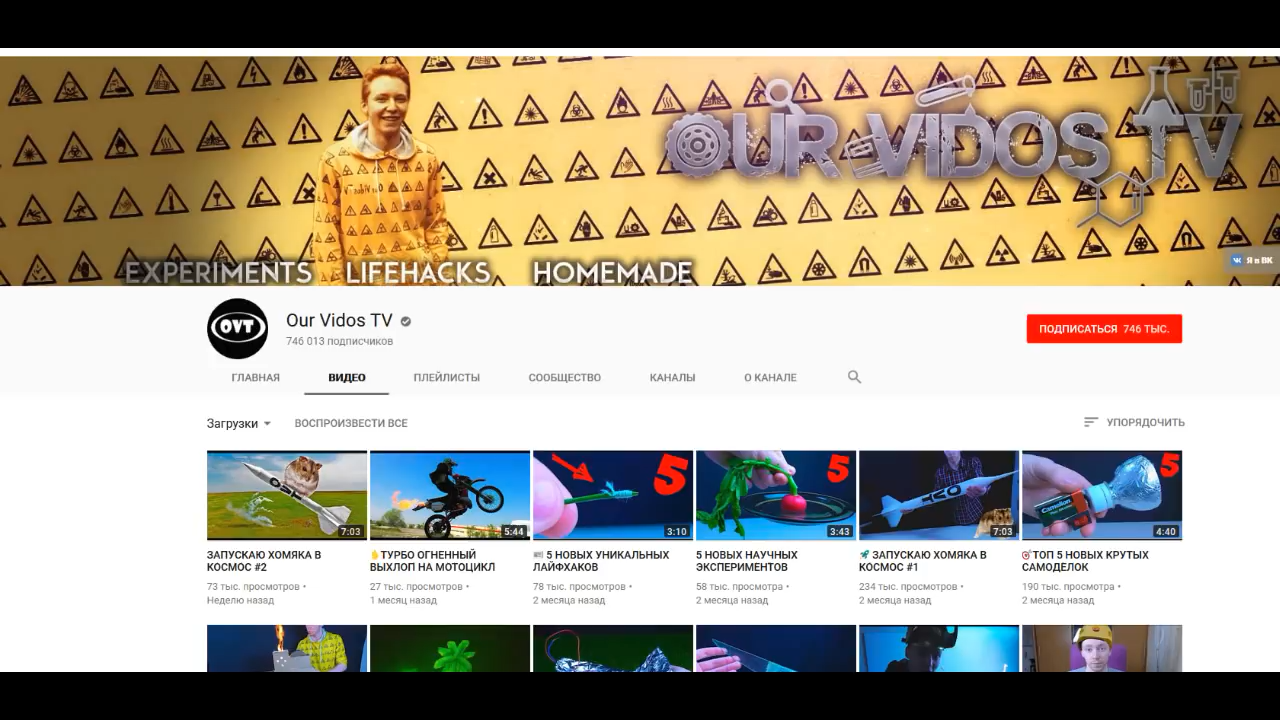 OUR VIDOS TV
EXPERIMENTS LIFEHACKS HOMEMADE
Я в ВК
OVT
Our Vidos TV
746 013 подписчиков
ПОДПИСАТЬСЯ 746 ТЫС.
ГЛАВНАЯ ВИДЕО ПЛЕЙЛИСТЫ СООБЩЕСТВО КАНАЛЫ О КАНАЛЕ
Загрузки ВОСПРОИЗВЕСТИ ВСЕ УПОРЯДОЧИТЬ
5 5 5
Camelion
7:03 5:44 3:10 3:43 7:03 4:40
ЗАПУСКАЮ ХОМЯКА В
КОСМОС #2
73 тыс. просмотров •
Неделю назад
ТУРБО ОГНЕННЫЙ
ВЫХЛОП НА МОТОЦИКЛ
27 тыс. просмотров •
1 месяц назад
5 НОВЫХ УНИКАЛЬНЫХ
ЛАЙФХАКОВ
78 тыс. просмотров •
2 месяца назад
5 НОВЫХ НАУЧНЫХ
ЭКСПЕРИМЕНТОВ
58 тыс. просмотра •
2 месяца назад
ЗАПУСКАЮ ХОМЯКА В
КОСМОС #1
234 тыс. просмотров •
2 месяца назад
ТОП 5 НОВЫХ КРУТЫХ
САМОДЕЛОК
190 тыс. просмотра •
2 месяца назад